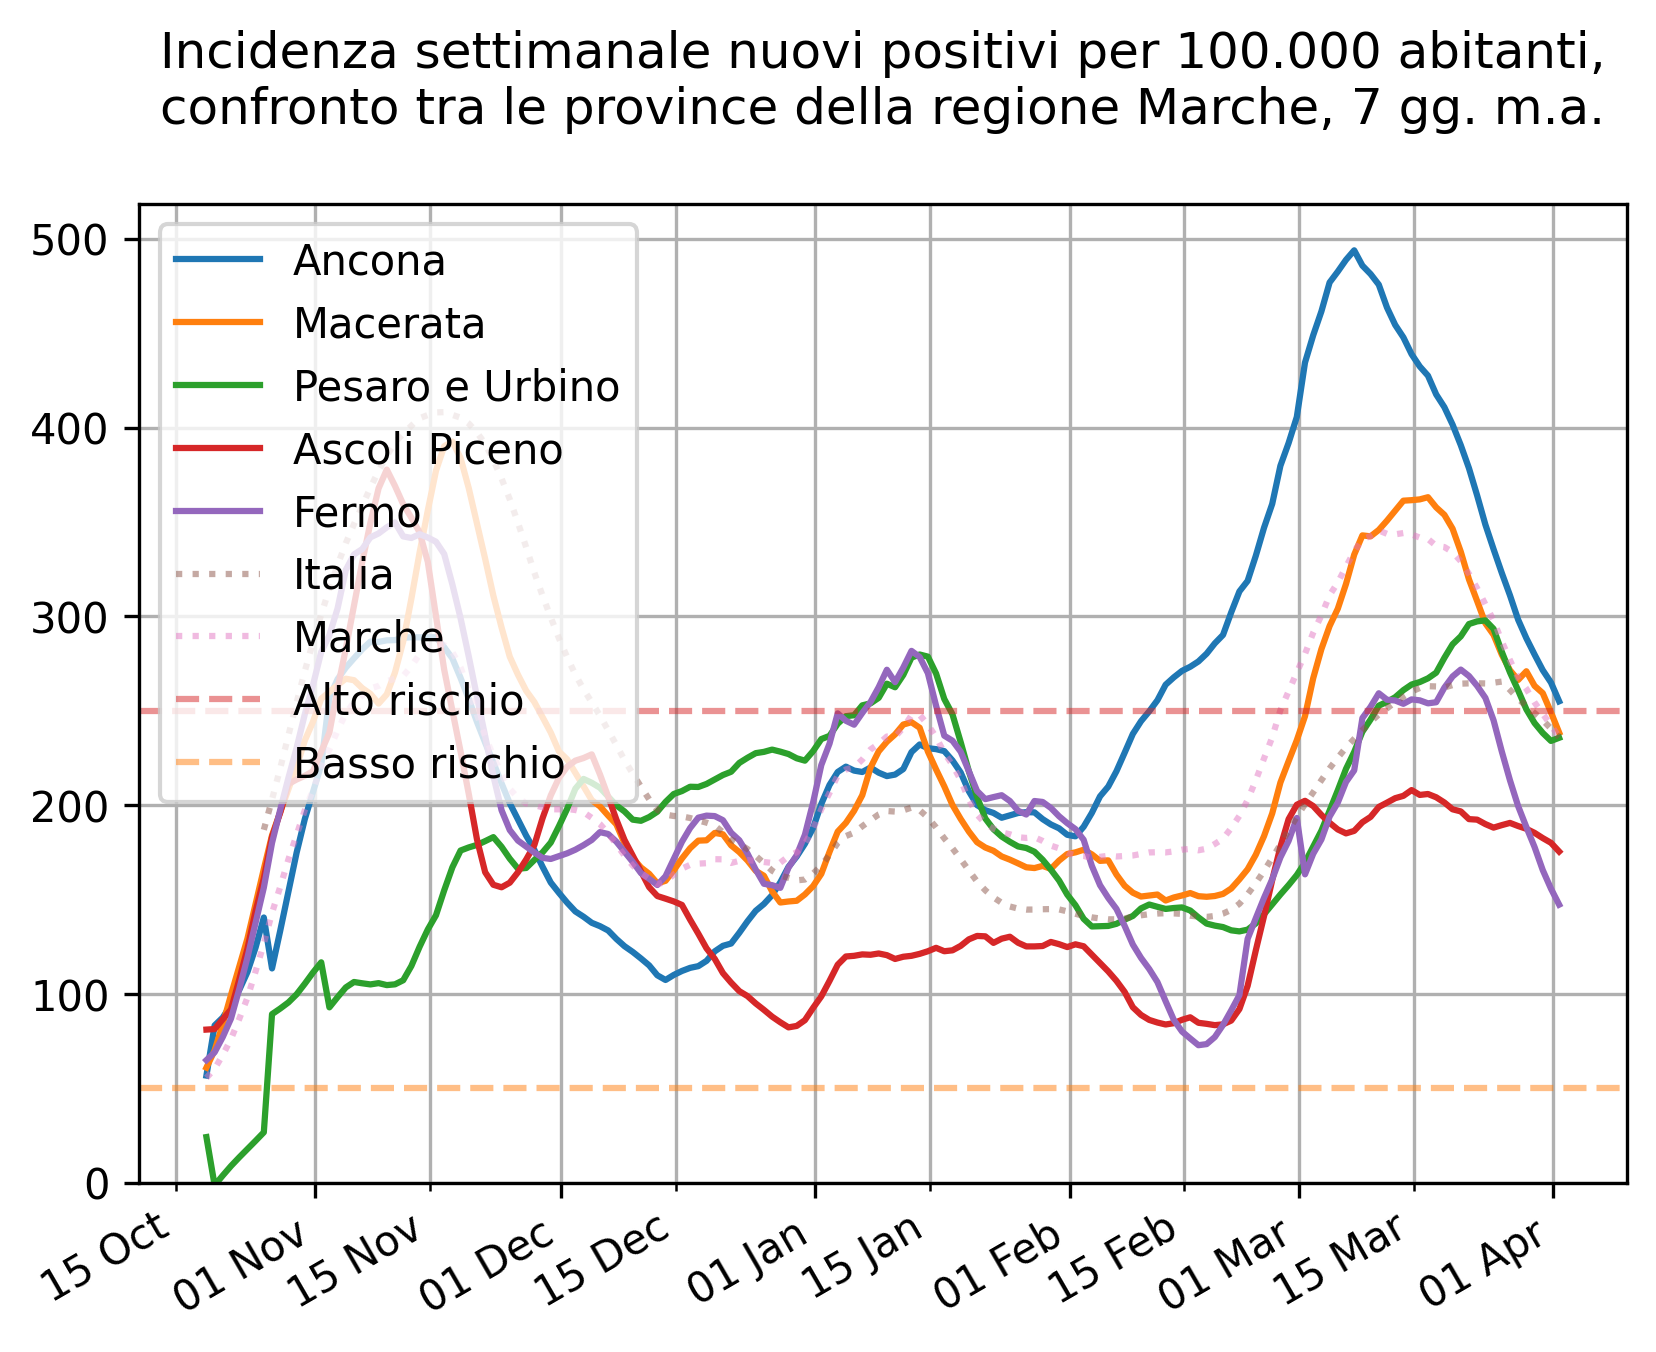 Incidenza settimanale nuovi positivi per 100.000 abitanti,
confronto tra le province della regione Marche, 7 gg. m.a.
500
400
300
200
100
0
Ancona
Macerata
Pesaro e Urbino
Ascoli Piceno
Fermo
Italia
Marche
Alto rischio
Basso rischio
15 Oct
01 Nov
15 Nov
01 Dec
15 Dec
01 Jan
15 Jan
01 Feb
15 Feb
01 Mar
15 Mar
01 Apr